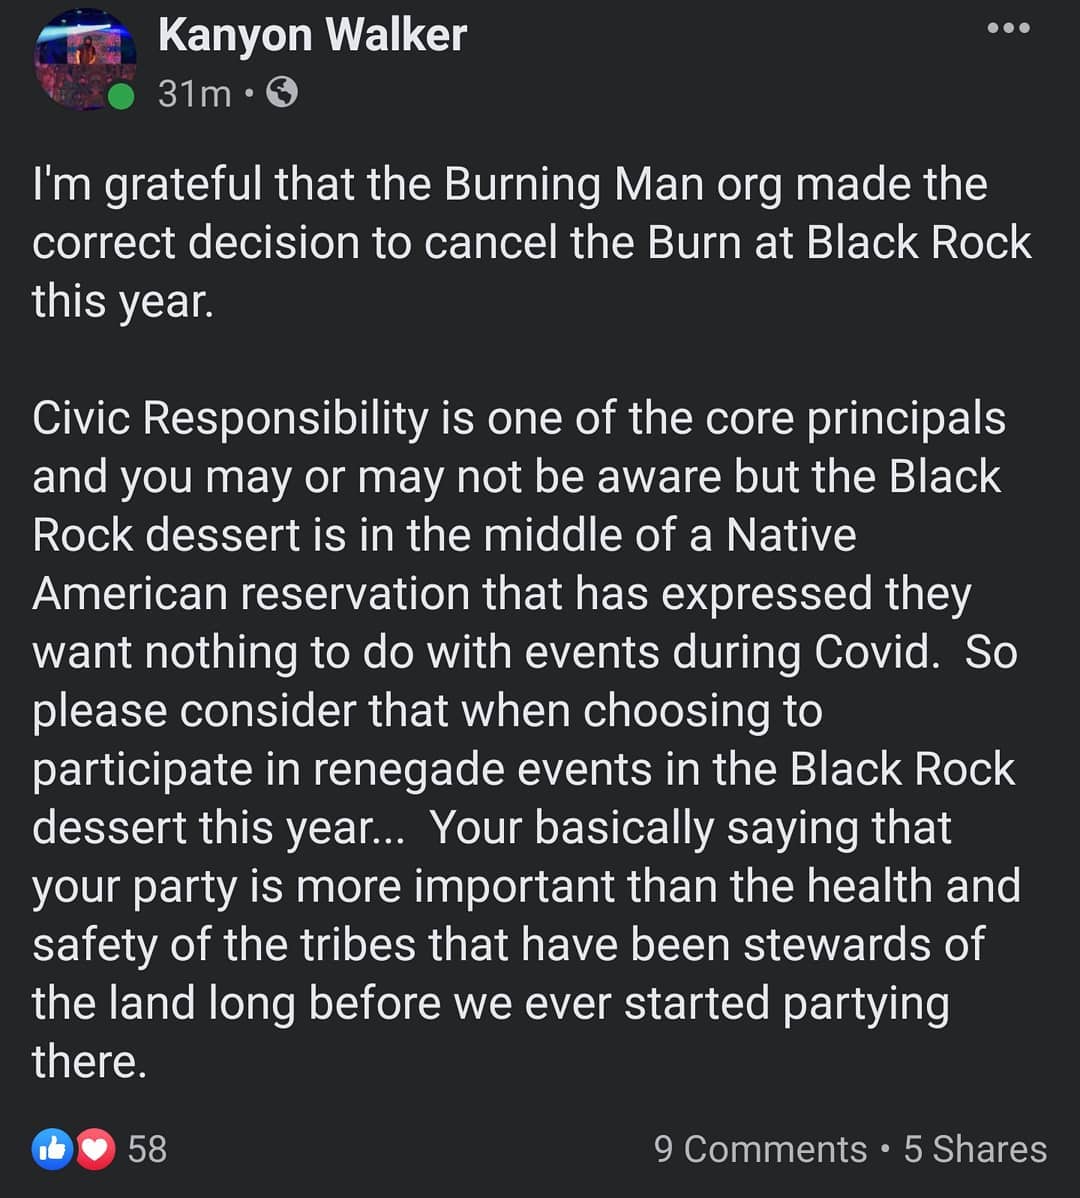 Kanyon Walker
31m •
I'm grateful that the Burning Man org made the
correct decision to cancel the Burn at Black Rock
this year.
Civic Responsibility is one of the core principals
and you may or may not be aware but the Black
Rock dessert is in the middle of a Native
American reservation that has expressed they
want nothing to do with events during Covid.  So
please consider that when choosing to
participate in renegade events in the Black Rock
dessert this year...  Your basically saying that
your party is more important than the health and
safety of the tribes that have been stewards of
the land long before we ever started partying
there.
58
9 Comments • 5 Shares